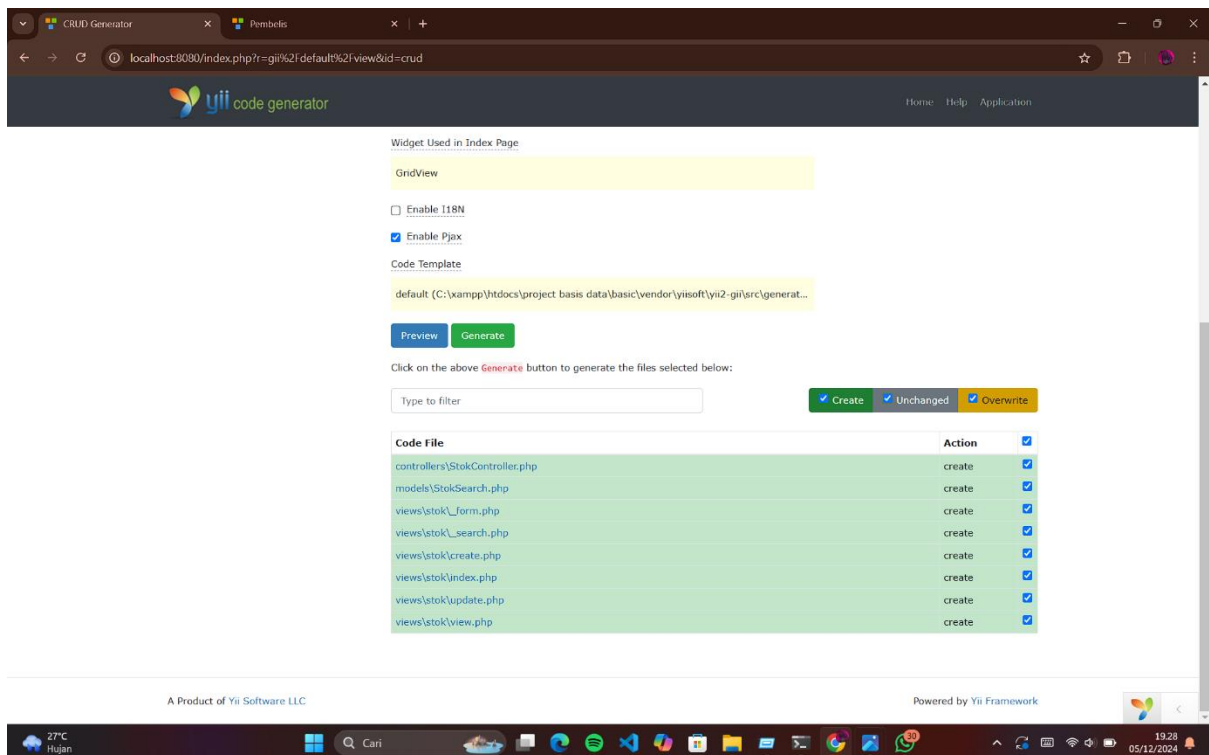 CRUD Generator
Pembelis
localhost:8080/index.php?r=gii%2Fdefault%2Fview&id=crud
yii code generator
Home Help Application
Widget Used in Index Page
GridView
Enable I18N
Enable Pjax
Code Template
default (C:\xampp\htdocs\project basis data\basic\vendor\yiisoft\yii2-gii\src\generat...
Preview Generate
Click on the above Generate button to generate the files selected below:
Type to filter
Create Unchanged Overwrite
Code File Action
controllers\StokController.php create
models\StokSearch.php create
views\stok\_form.php create
views\stok\_search.php create
views\stok\create.php create
views\stok\index.php create
views\stok\update.php create
views\stok\view.php create
A Product of Yii Software LLC Powered by Yii Framework
27°C
Hujan
Cari
30
19.28
05/12/2024